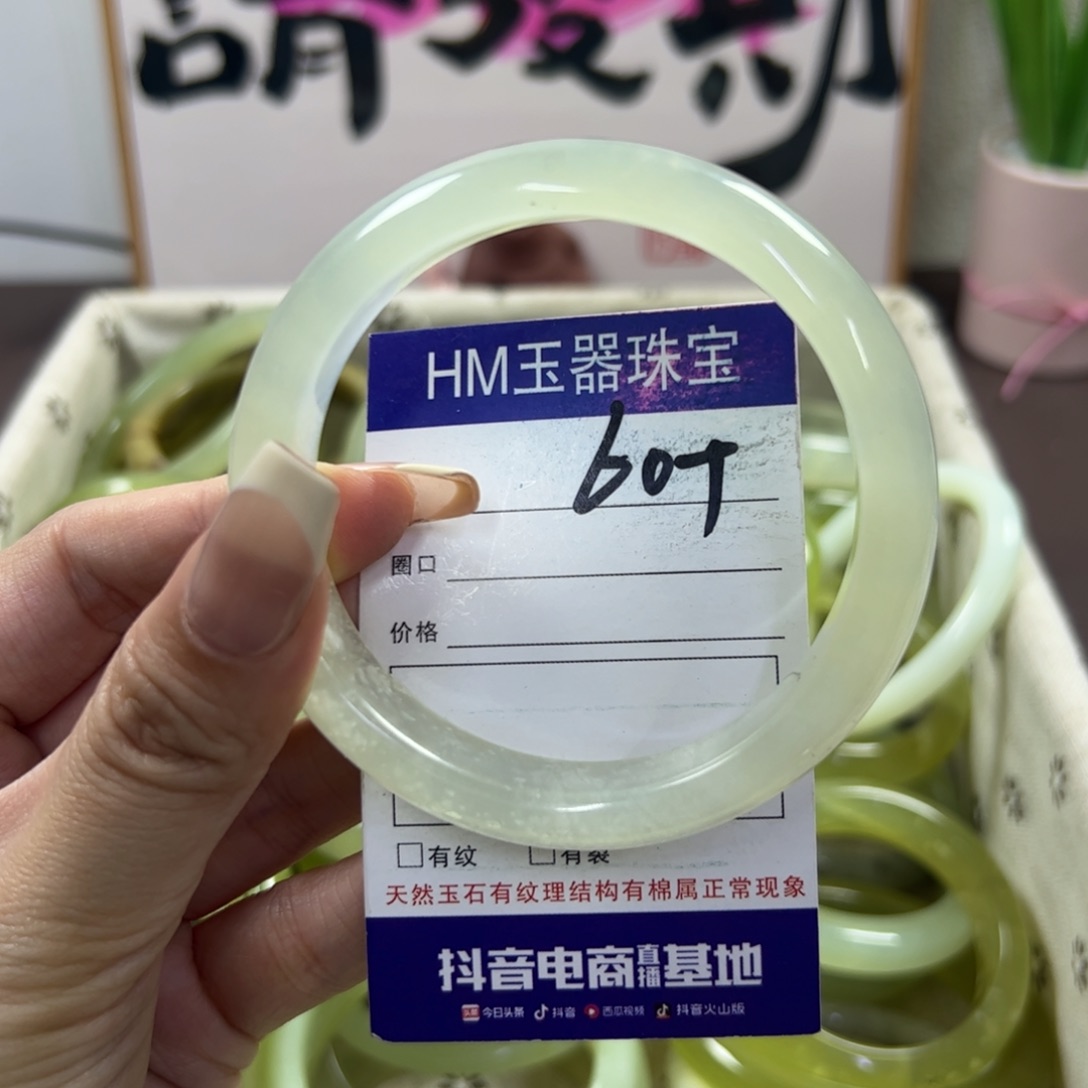 HM玉器珠宝
60+
圈口
价格
有纹 有裂
天然玉石有纹理结构有棉属正常现象
抖音电商直播基地
今日头条 抖音 西瓜视频 抖音火山版